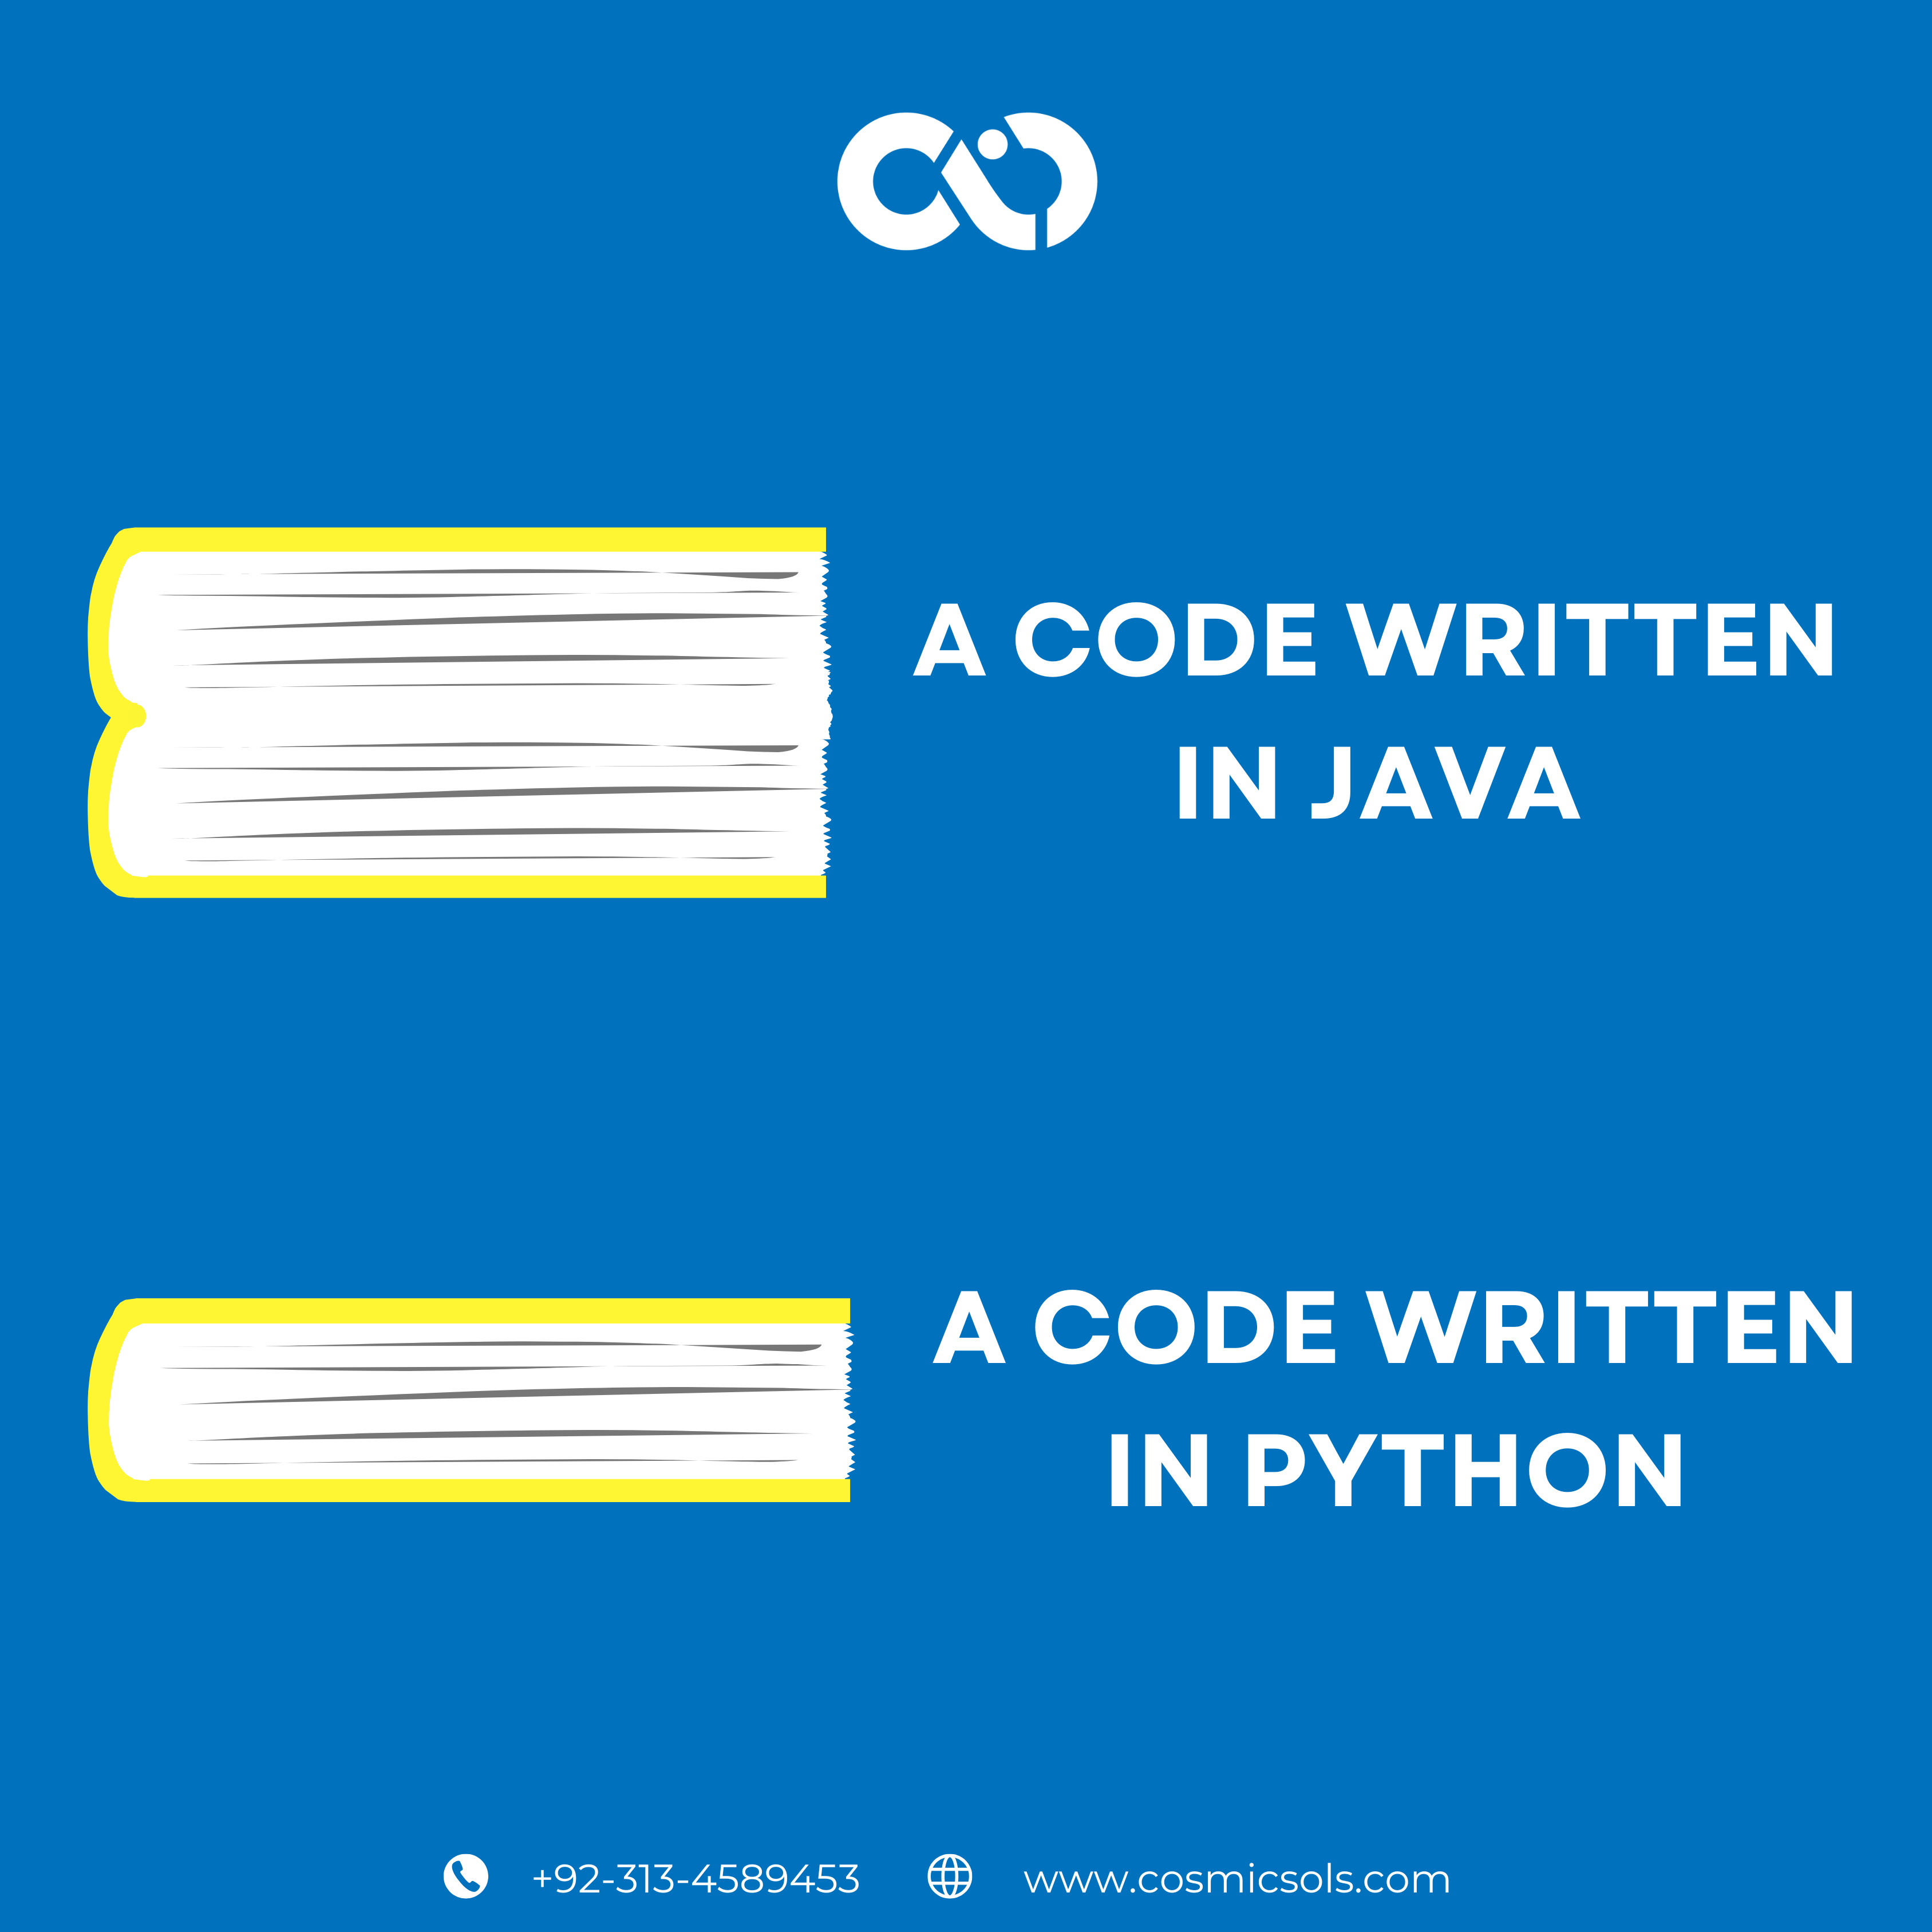 A CODE WRITTEN
IN JAVA
A CODE WRITTEN
IN PYTHON
+92-313-4589453
www.cosmicsols.com